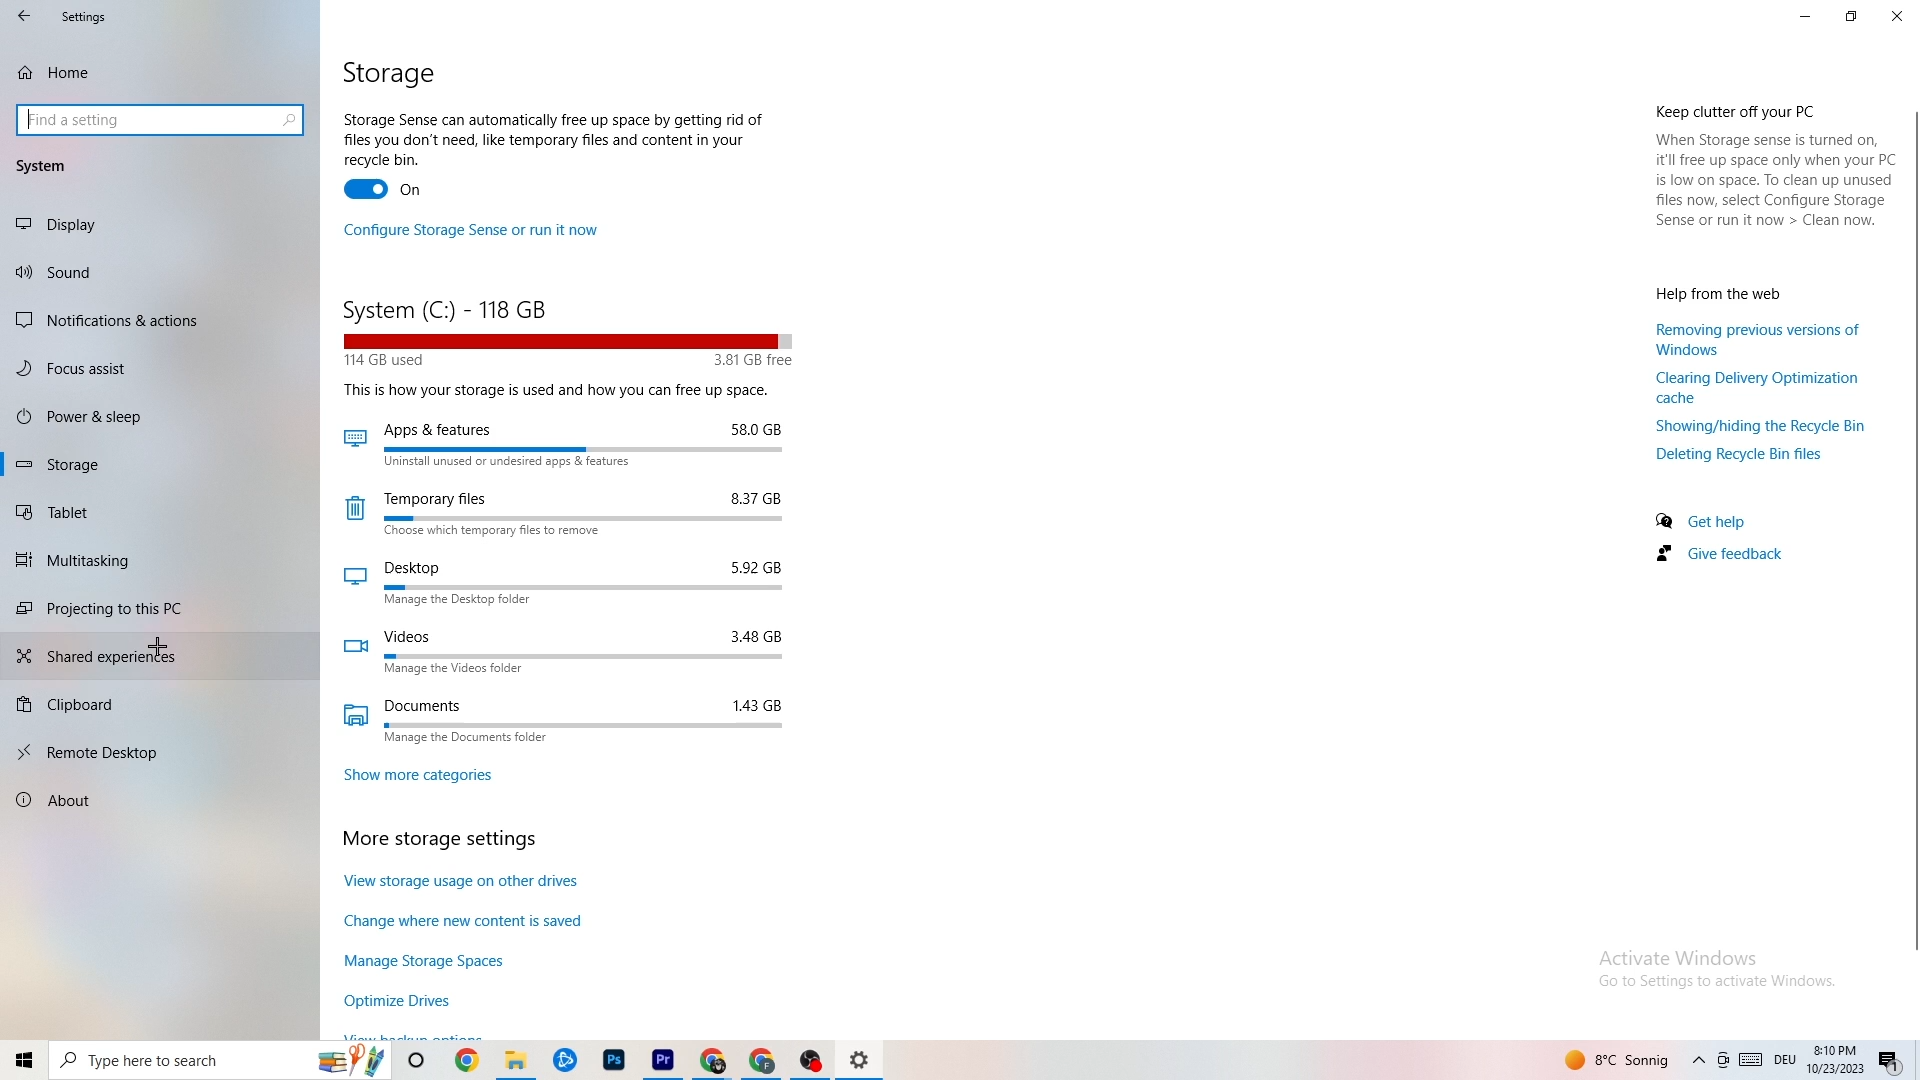 Settings
Home
Find a setting
System
Display
Sound
Notifications & actions
Focus assist
Power & sleep
Storage
Tablet
Multitasking
Projecting to this PC
Shared experiences
Clipboard
Remote Desktop
About
Storage
Storage Sense can automatically free up space by getting rid of
files you don't need, like temporary files and content in your
recycle bin.
On
Configure Storage Sense or run it now
System (C:) - 118 GB
114 GB used 3.81 GB free
This is how your storage is used and how you can free up space.
Apps & features 58.0 GB
Uninstall unused or undesired apps & features
Temporary files 8.37 GB
Choose which temporary files to remove
Desktop 5.92 GB
Manage the Desktop folder
Videos 3.48 GB
Manage the Videos folder
Documents 1.43 GB
Manage the Documents folder
Show more categories
More storage settings
View storage usage on other drives
Change where new content is saved
Manage Storage Spaces
Optimize Drives
View backup options
Keep clutter off your PC
When Storage sense is turned on,
it'll free up space only when your PC
is low on space. To clean up unused
files now, select Configure Storage
Sense or run it now > Clean now.
Help from the web
Removing previous versions of
Windows
Clearing Delivery Optimization
cache
Showing/hiding the Recycle Bin
Deleting Recycle Bin files
Get help
Give feedback
Activate Windows
Go to Settings to activate Windows.
Type here to search
Ps
Pr
F
8°C Sonnig
DEU
8:10 PM
10/23/2023
1